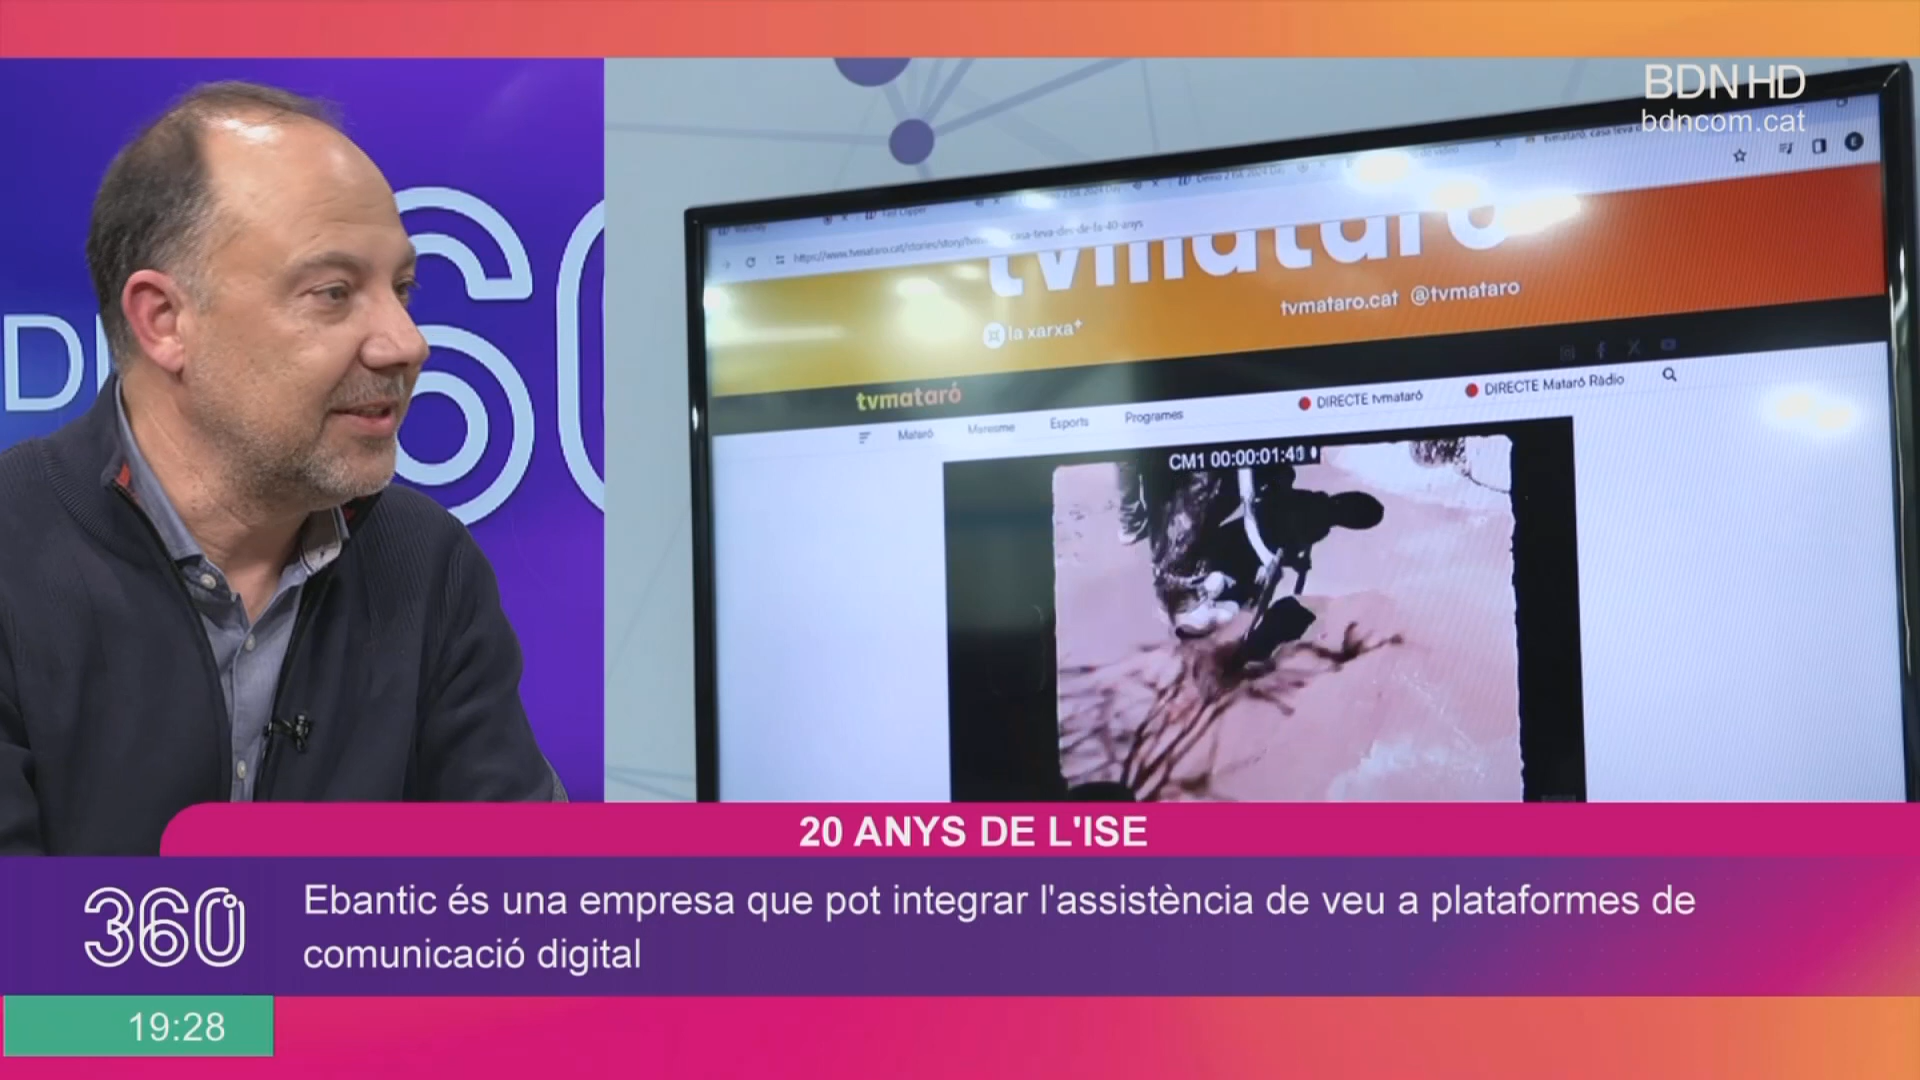 BDN HD
bdncom.cat
tvmataró
tvmataro.cat @tvmataro
la xarxa+
tvmataró
Mataró Maresme Esports Programes DIRECTE tvmataró DIRECTE Mataró Ràdio
CM1 00:00:01:4
20 ANYS DE L'ISE
360
Ebantic és una empresa que pot integrar l'assistència de veu a plataformes de
comunicació digital
19:28